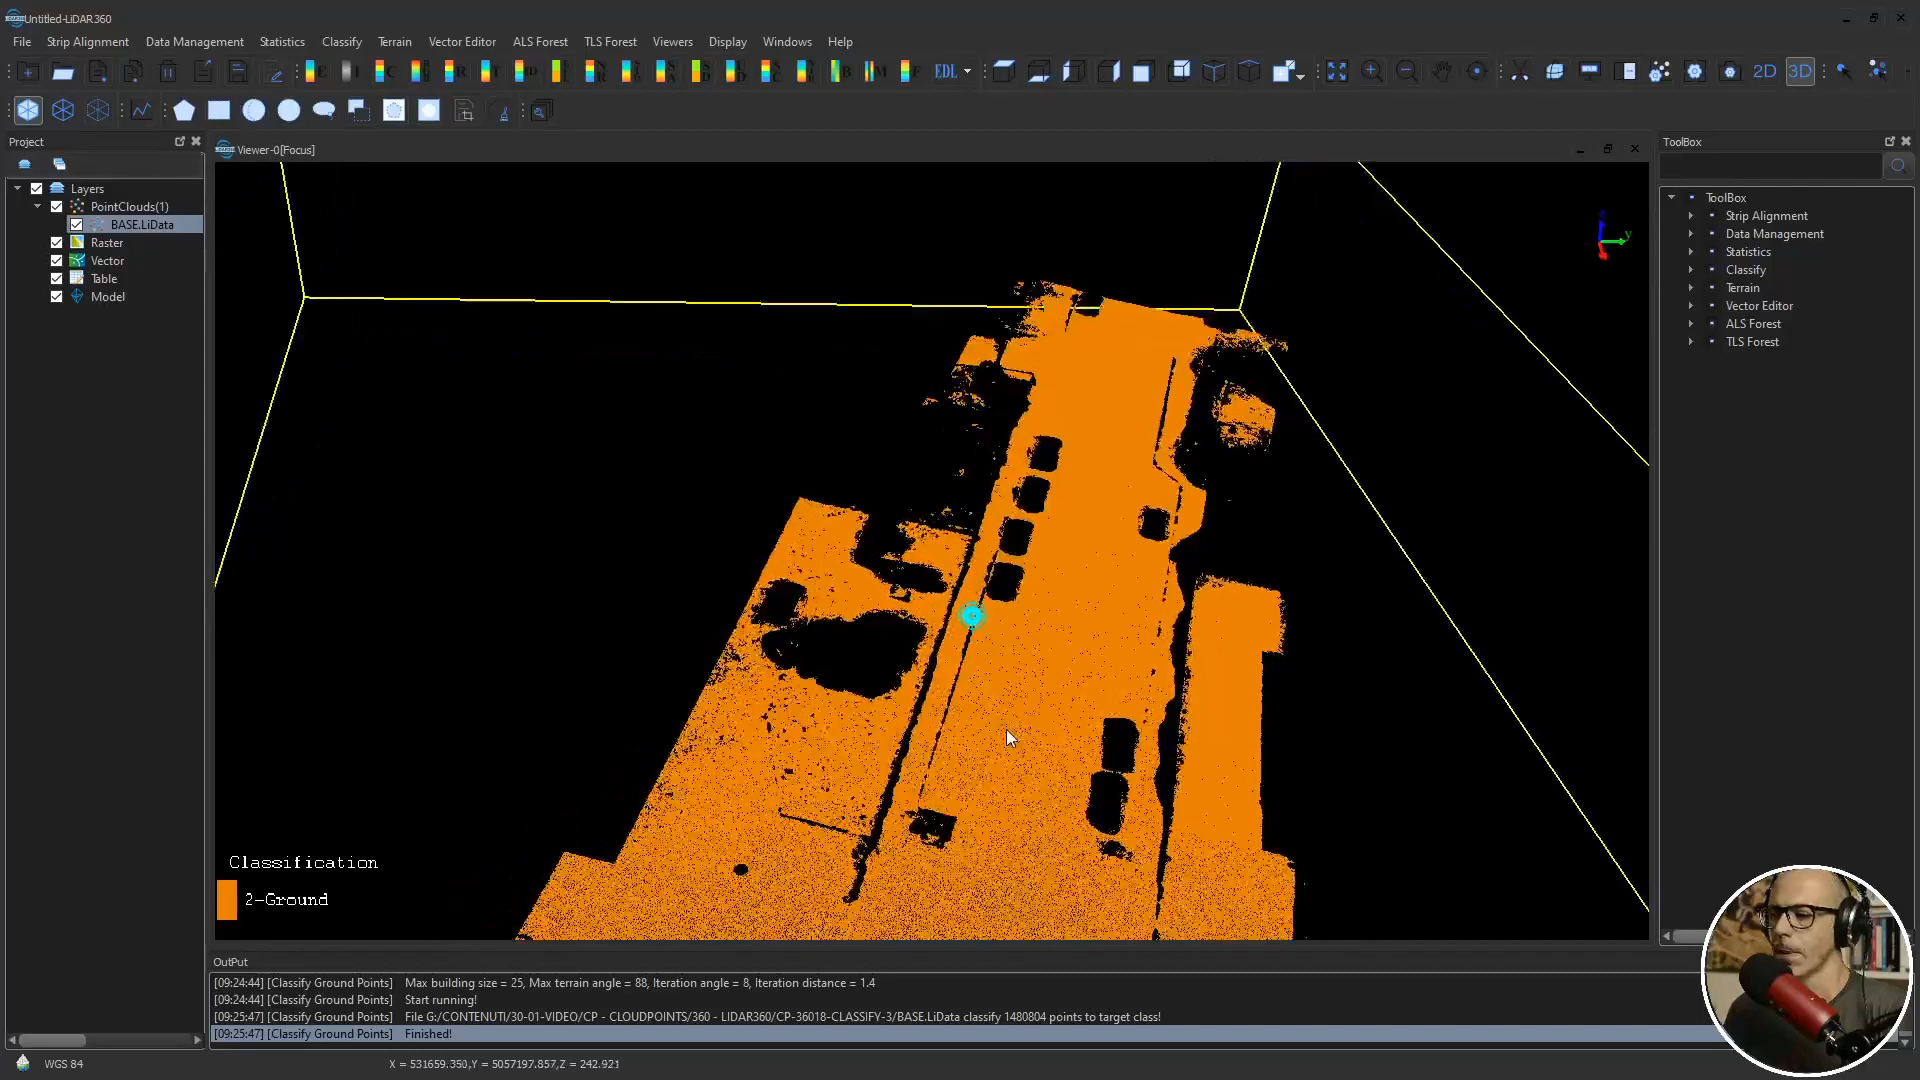 Untitled-LiDAR360
File Strip Alignment Data Management Statistics Classify Terrain Vector Editor ALS Forest TLS Forest Viewers Display Windows Help
EDL 2D 3D
Project
Viewer-0[Focus]
ToolBox
Layers
PointClouds(1)
BASE.LiData
Raster
Vector
Table
Model
ToolBox
Strip Alignment
Data Management
Statistics
Classify
Terrain
Vector Editor
ALS Forest
TLS Forest
y
Classification
2-Ground
OutPut
[09:24:44] [Classify Ground Points] Max building size = 25, Max terrain angle = 88, Iteration angle = 8, Iteration distance = 1.4
[09:24:44] [Classify Ground Points] Start running!
[09:25:47] [Classify Ground Points] File G:/CONTENUTI/30-01-VIDEO/CP - CLOUDPOINTS/360 - LIDAR360/CP-36018-CLASSIFY-3/BASE.LiData classify 1480804 points to target class!
[09:25:47] [Classify Ground Points] Finished!
WGS 84
X = 531659.350,Y = 5057197.857,Z = 242.921